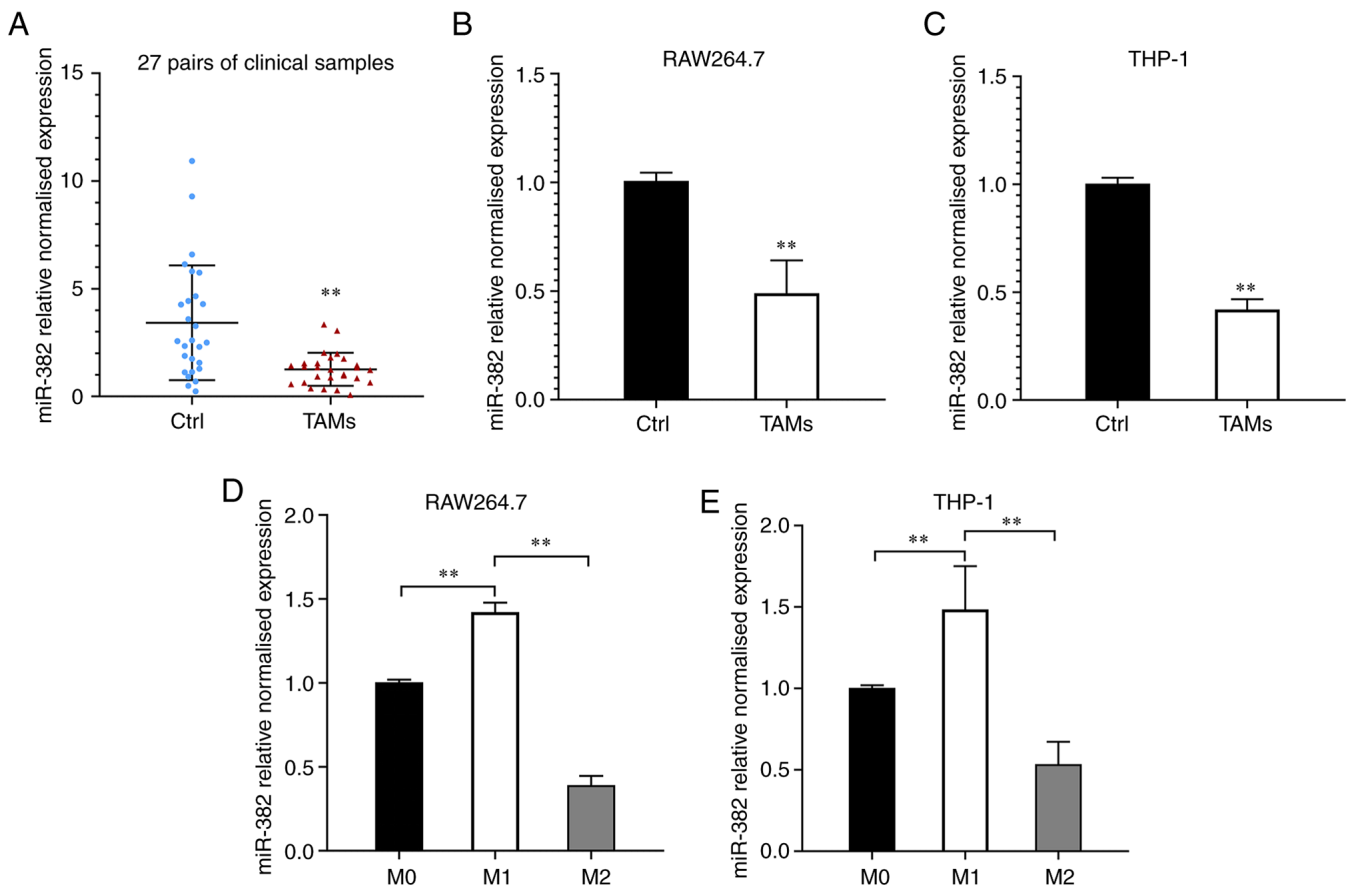 A
27 pairs of clinical samples
miR-382 relative normalised expression
15
10
5
0
**
Ctrl
TAMs
B
RAW264.7
miR-382 relative normalised expression
1.5
1.0
0.5
0.0
**
Ctrl
TAMs
C
THP-1
miR-382 relative normalised expression
1.5
1.0
0.5
0.0
**
Ctrl
TAMs
D
RAW264.7
miR-382 relative normalised expression
2.0
1.5
1.0
0.5
0.0
**
**
M0
M1
M2
E
THP-1
miR-382 relative normalised expression
2.0
1.5
1.0
0.5
0.0
**
**
M0
M1
M2